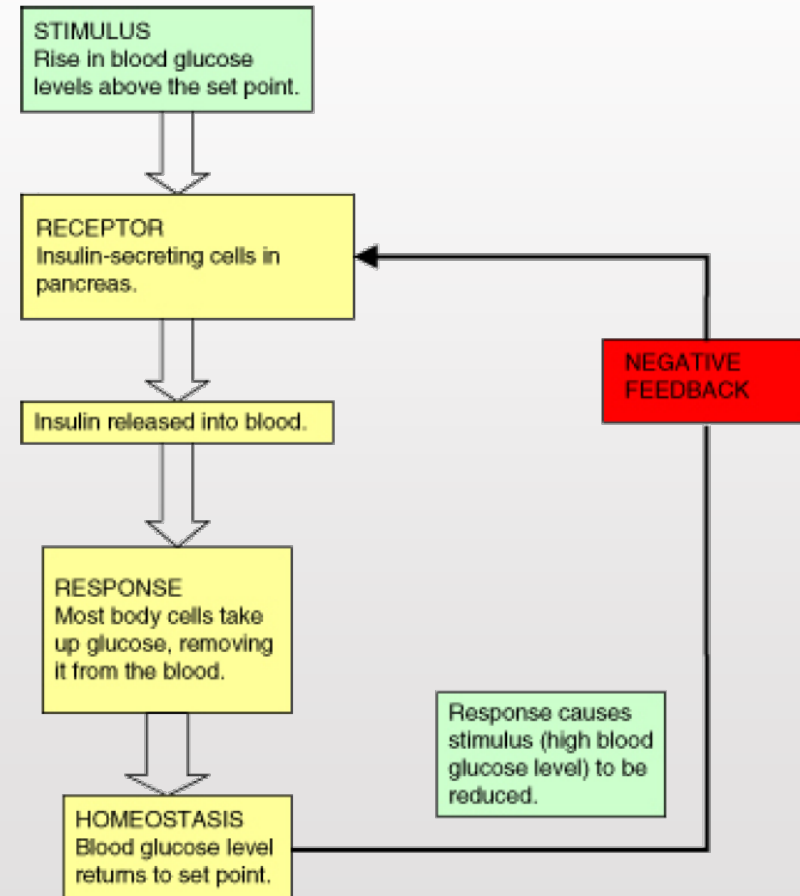 STIMULUS
Rise in blood glucose
levels above the set point.
RECEPTOR
Insulin-secreting cells in
pancreas.
NEGATIVE
FEEDBACK
Insulin released into blood.
RESPONSE
Most body cells take
up glucose, removing
it from the blood.
Response causes
stimulus (high blood
glucose level) to be
reduced.
HOMEOSTASIS
Blood glucose level
returns to set point.